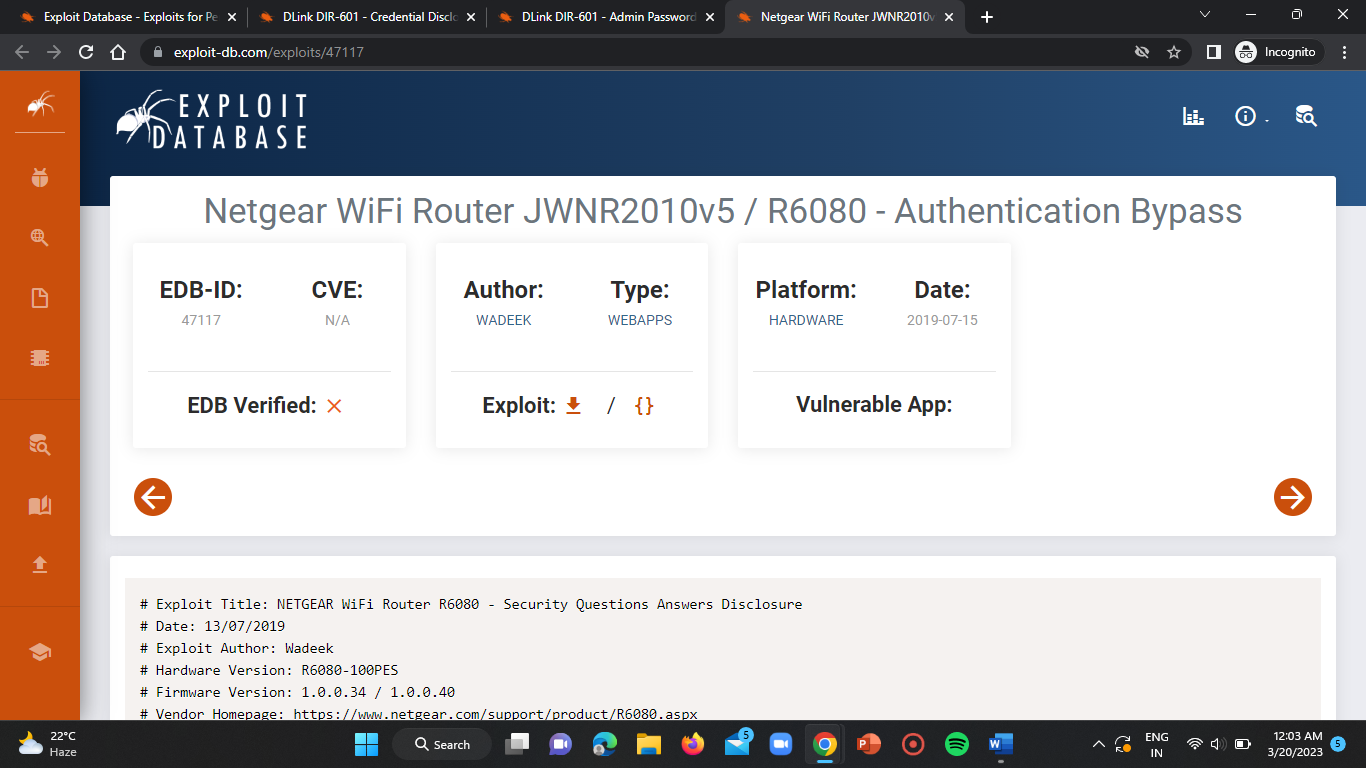 Exploit Database - Exploits for Pe
DLink DIR-601 - Credential Disclo
DLink DIR-601 - Admin Password
Netgear WiFi Router JWNR2010v
exploit-db.com/exploits/47117
Incognito
EXPLOIT
DATABASE
Netgear WiFi Router JWNR2010v5 / R6080 - Authentication Bypass
EDB-ID:
47117
CVE:
N/A
EDB Verified:
Author:
WADEEK
Type:
WEBAPPS
Exploit: / {}
Platform:
HARDWARE
Date:
2019-07-15
Vulnerable App:
# Exploit Title: NETGEAR WiFi Router R6080 - Security Questions Answers Disclosure
# Date: 13/07/2019
# Exploit Author: Wadeek
# Hardware Version: R6080-100PES
# Firmware Version: 1.0.0.34 / 1.0.0.40
# Vendor Homepage: https://www.netgear.com/support/product/R6080.aspx
22°C
Haze
Search
5
ENG
IN
12:03 AM
3/20/2023
5